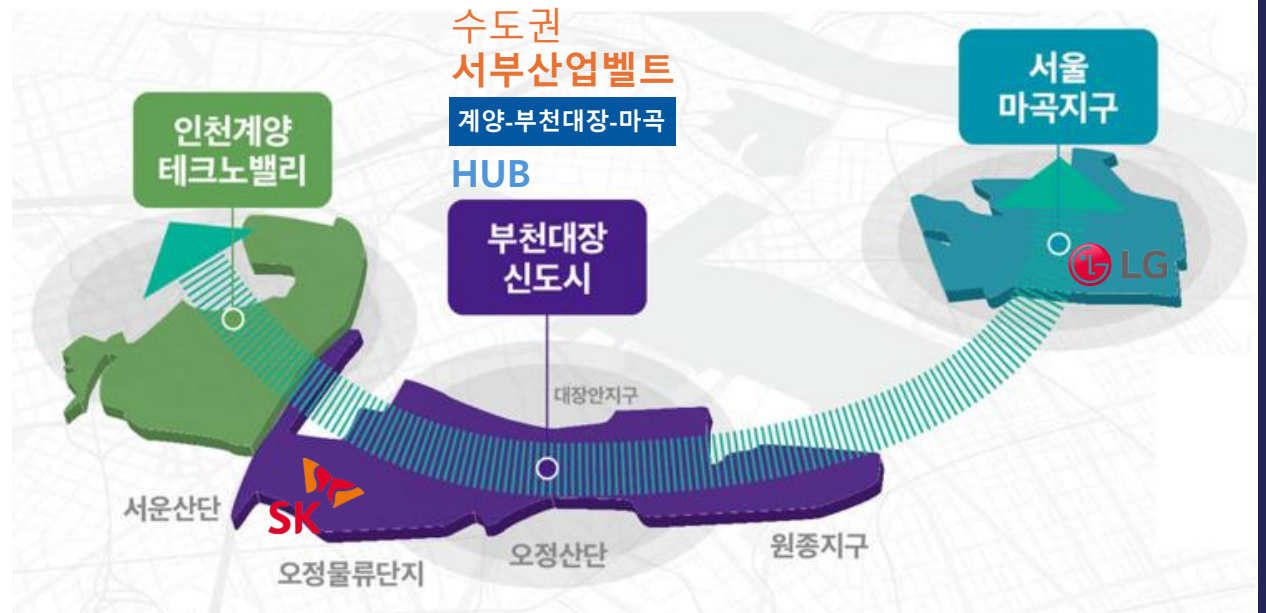 수도권
서부산업벨트
계양-부천대장-마곡
HUB
인천계양
테크노밸리
부천대장
신도시
서울
마곡지구
LG
대장안지구
서운산단
SK
오정물류단지
오정산단
원종지구